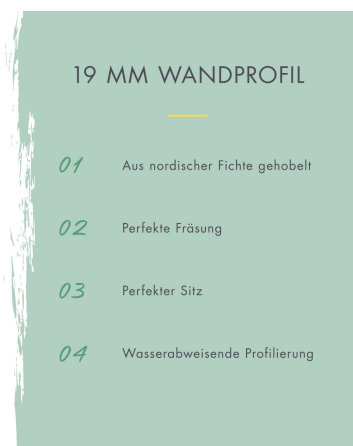 19 MM WANDPROFIL
01 Aus nordischer Fichte gehobelt
02 Perfekte Fräsung
03 Perfekter Sitz
04 Wasserabweisende Profilierung